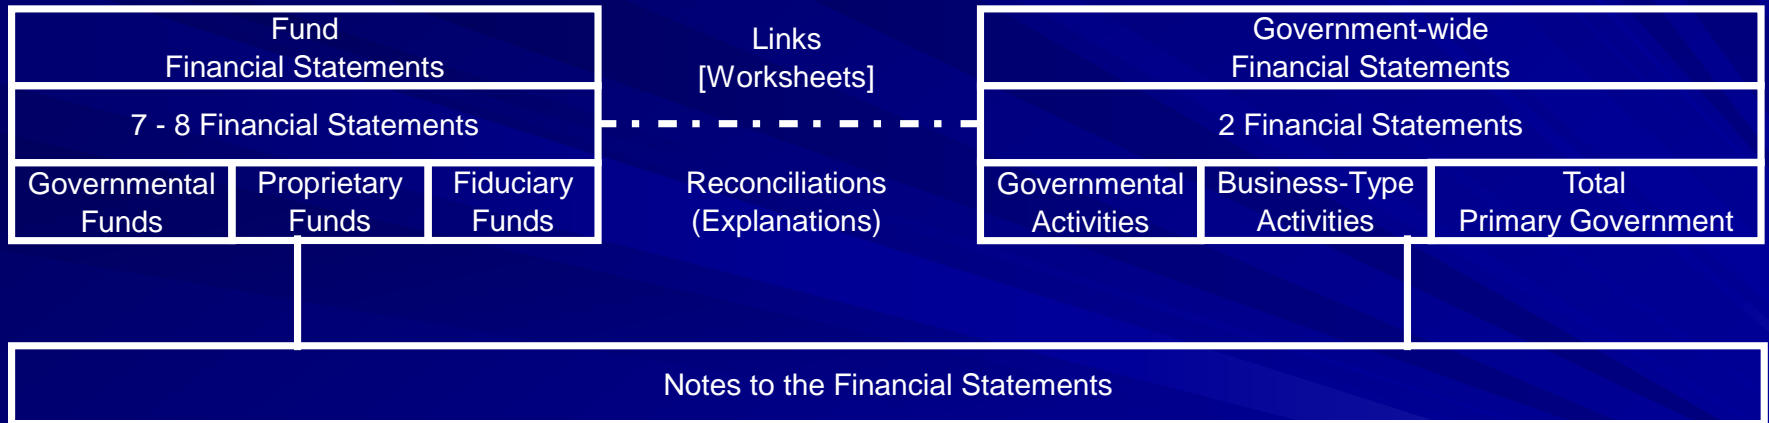 Fund
Financial Statements
7 - 8 Financial Statements
Governmental
Funds
Proprietary
Funds
Fiduciary
Funds
Links
[Worksheets]
Reconciliations
(Explanations)
Government-wide
Financial Statements
2 Financial Statements
Governmental
Activities
Business-Type
Activities
Total
Primary Government
Notes to the Financial Statements